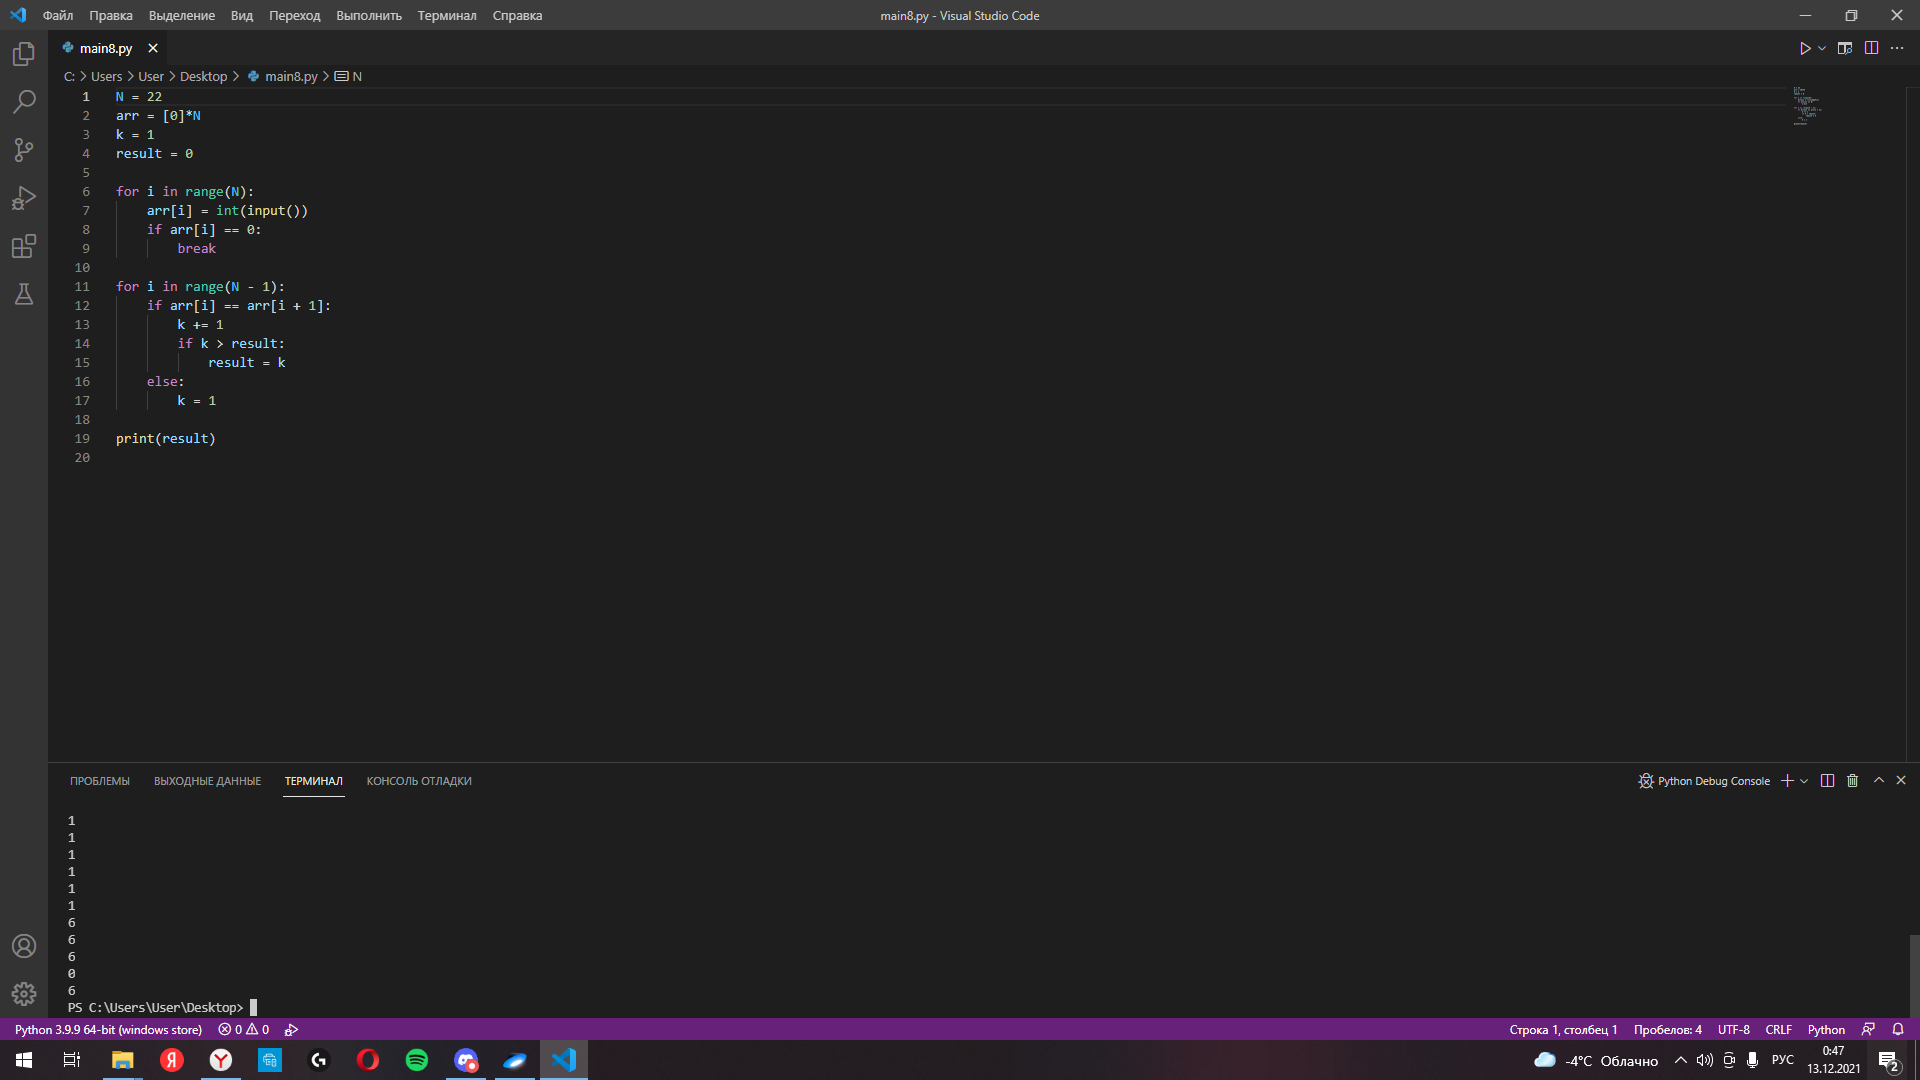 Файл Правка Выделение Вид Переход Выполнить Терминал Справка
main8.py - Visual Studio Code
main8.py
C: > Users > User > Desktop > main8.py > N
1 N = 22
2 arr = [0]*N
3 k = 1
4 result = 0
5
6 for i in range(N):
7     arr[i] = int(input())
8     if arr[i] == 0:
9         break
10
11 for i in range(N - 1):
12     if arr[i] == arr[i + 1]:
13         k += 1
14         if k > result:
15             result = k
16     else:
17         k = 1
18
19 print(result)
20
ПРОБЛЕМЫ ВЫХОДНЫЕ ДАННЫЕ ТЕРМИНАЛ КОНСОЛЬ ОТЛАДКИ
Python Debug Console
1
1
1
1
1
1
6
6
6
0
6
PS C:\Users\User\Desktop>
Python 3.9.9 64-bit (windows store) 0 0
Строка 1, столбец 1 Пробелов: 4 UTF-8 CRLF Python
-4°C Облачно РУС
0:47
13.12.2021
2